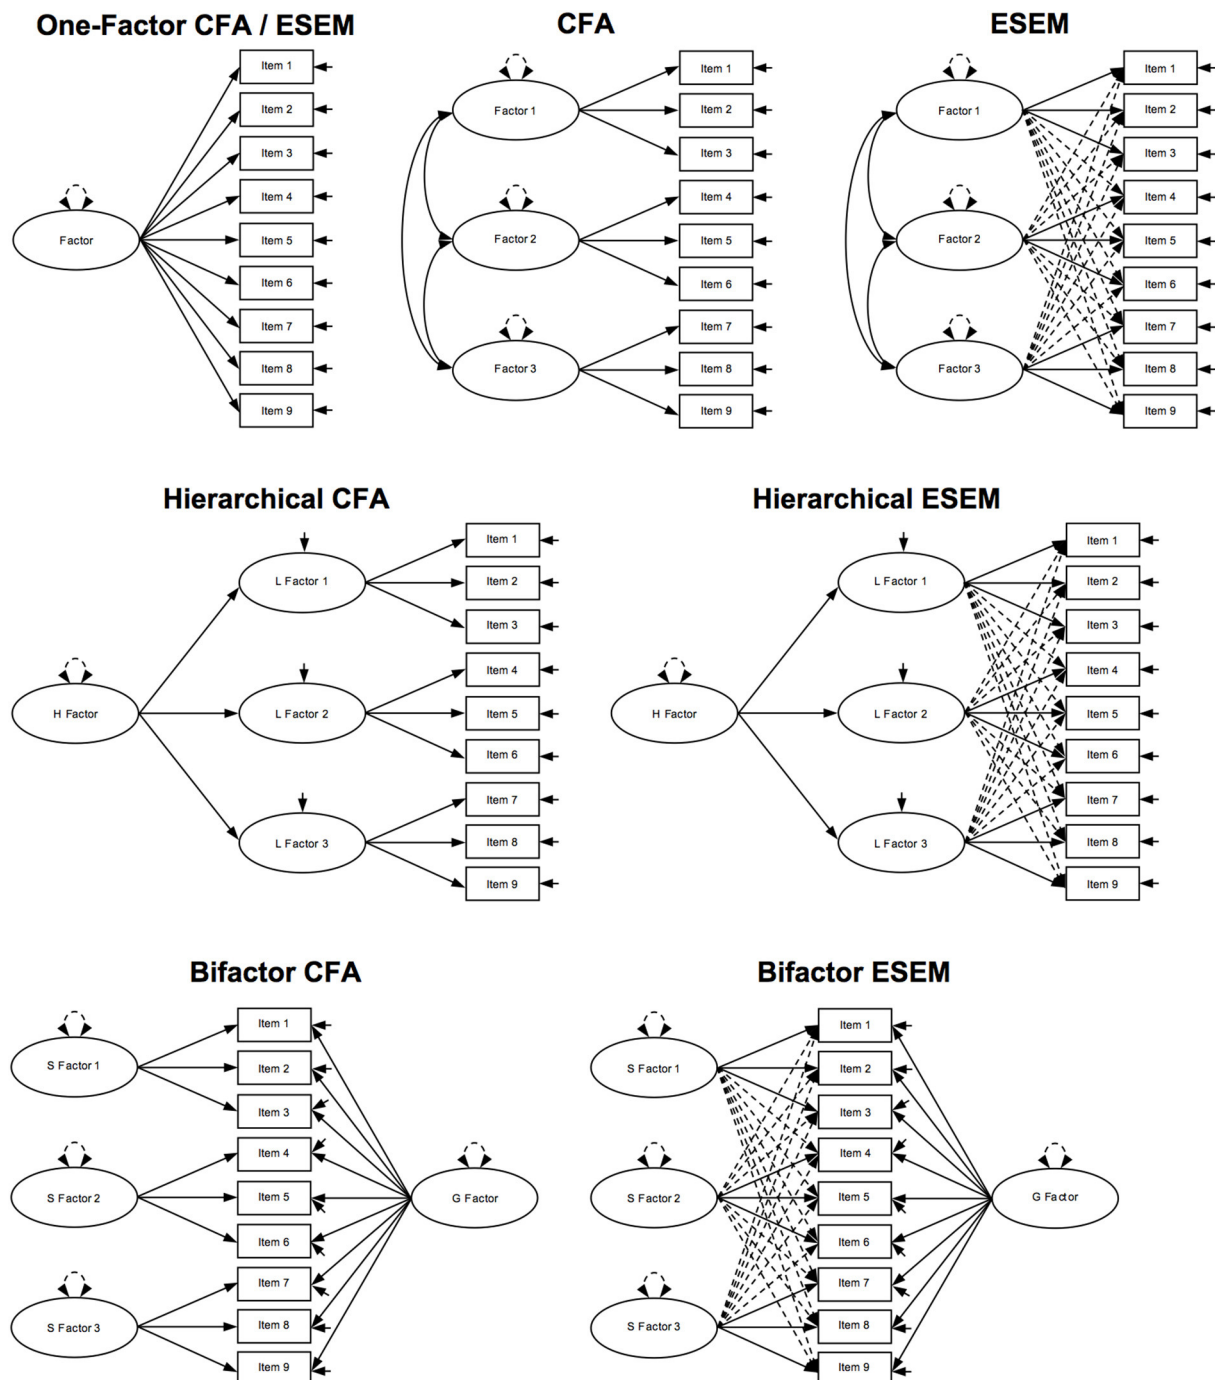 One-Factor CFA / ESEM
Factor
Item 1
Item 2
Item 3
Item 4
Item 5
Item 6
Item 7
Item 8
Item 9
CFA
Factor 1
Factor 2
Factor 3
Item 1
Item 2
Item 3
Item 4
Item 5
Item 6
Item 7
Item 8
Item 9
ESEM
Factor 1
Factor 2
Factor 3
Item 1
Item 2
Item 3
Item 4
Item 5
Item 6
Item 7
Item 8
Item 9
Hierarchical CFA
H Factor
L Factor 1
L Factor 2
L Factor 3
Item 1
Item 2
Item 3
Item 4
Item 5
Item 6
Item 7
Item 8
Item 9
Hierarchical ESEM
H Factor
L Factor 1
L Factor 2
L Factor 3
Item 1
Item 2
Item 3
Item 4
Item 5
Item 6
Item 7
Item 8
Item 9
Bifactor CFA
S Factor 1
S Factor 2
S Factor 3
Item 1
Item 2
Item 3
Item 4
Item 5
Item 6
Item 7
Item 8
Item 9
G Factor
Bifactor ESEM
S Factor 1
S Factor 2
S Factor 3
Item 1
Item 2
Item 3
Item 4
Item 5
Item 6
Item 7
Item 8
Item 9
G Factor